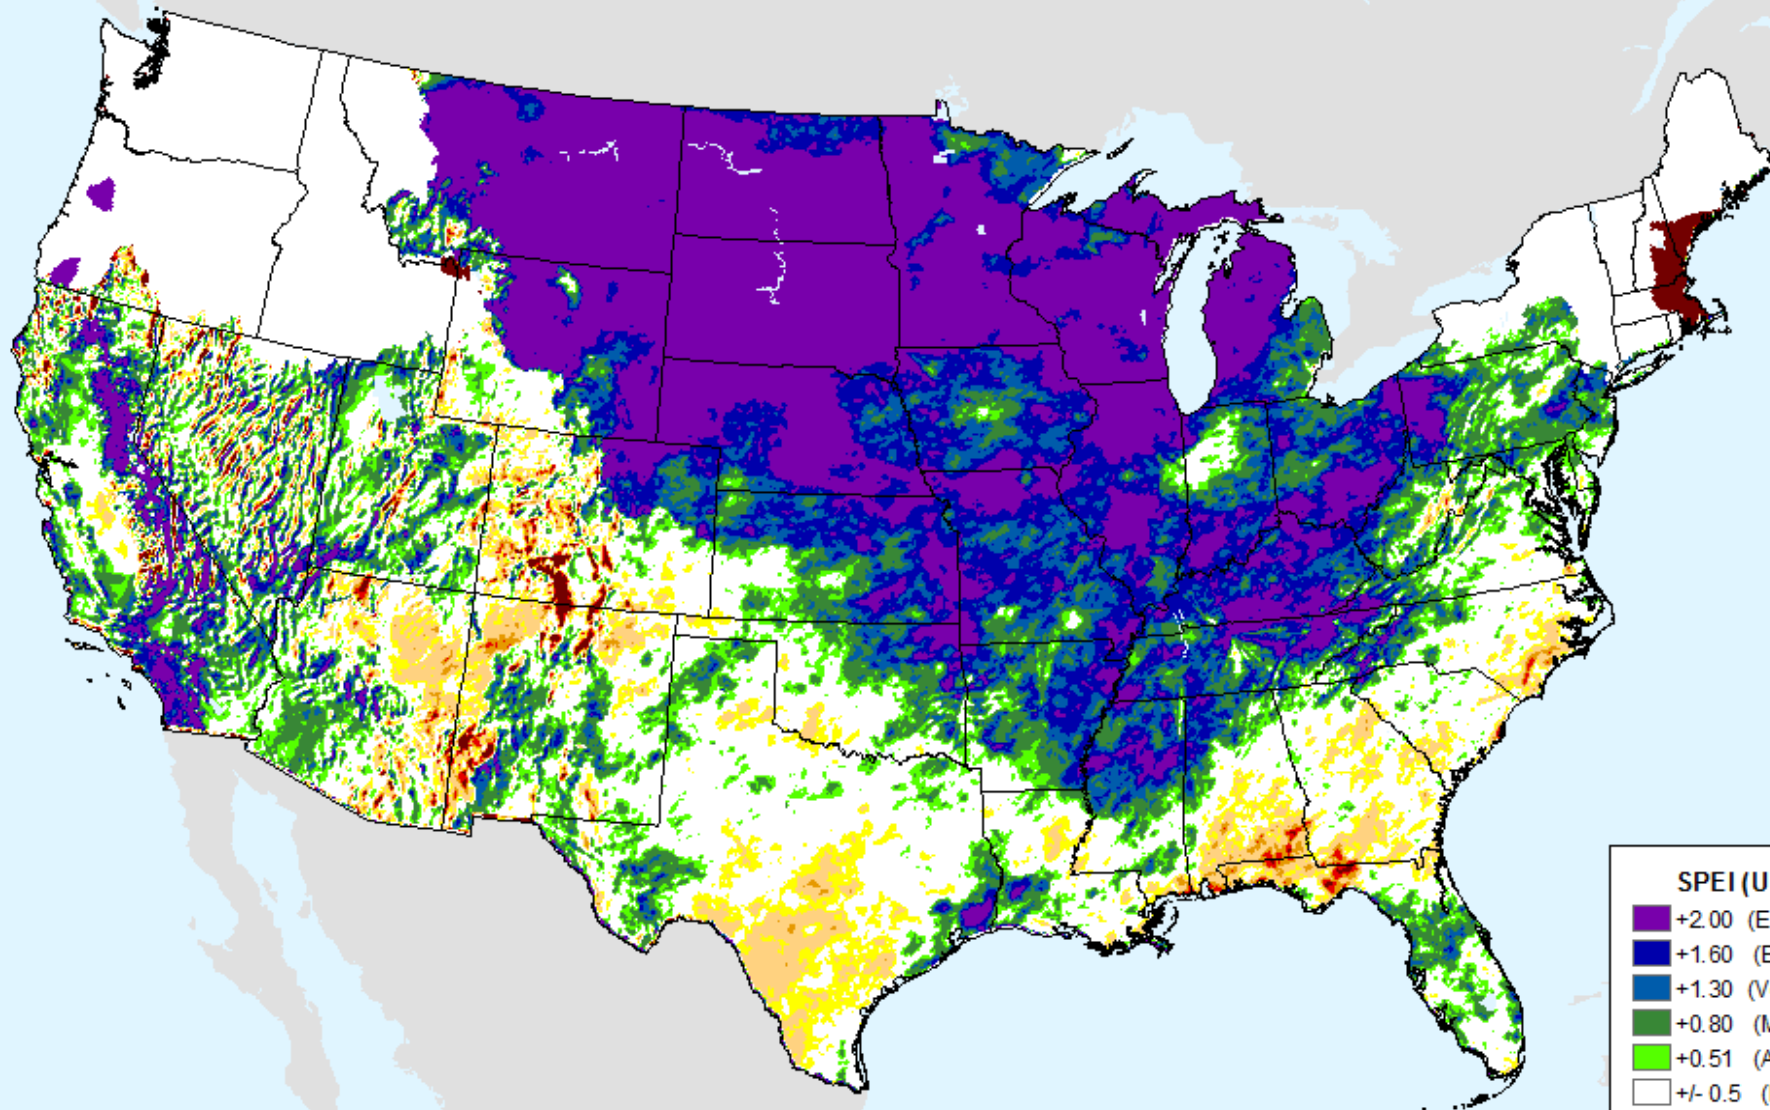 SPEI (U
+2.00 (E
+1.60 (E
+1.30 (V
+0.80 (M
+0.51 (A
+/- 0.5 (